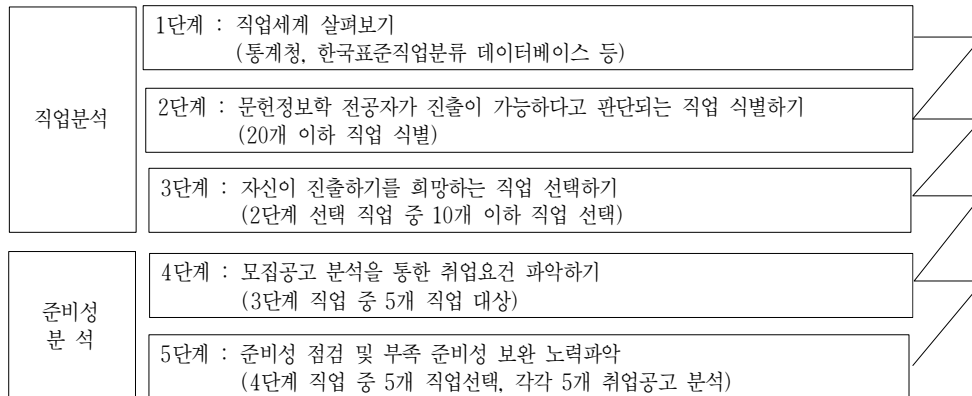 직업분석
1단계 : 직업세계 살펴보기
(통계청, 한국표준직업분류 데이터베이스 등)
2단계 : 문헌정보학 전공자가 진출이 가능하다고 판단되는 직업 식별하기
(20개 이하 직업 식별)
3단계 : 자신이 진출하기를 희망하는 직업 선택하기
(2단계 선택 직업 중 10개 이하 직업 선택)
준비성
분 석
4단계 : 모집공고 분석을 통한 취업요건 파악하기
(3단계 직업 중 5개 직업 대상)
5단계 : 준비성 점검 및 부족 준비성 보완 노력파악
(4단계 직업 중 5개 직업선택, 각각 5개 취업공고 분석)